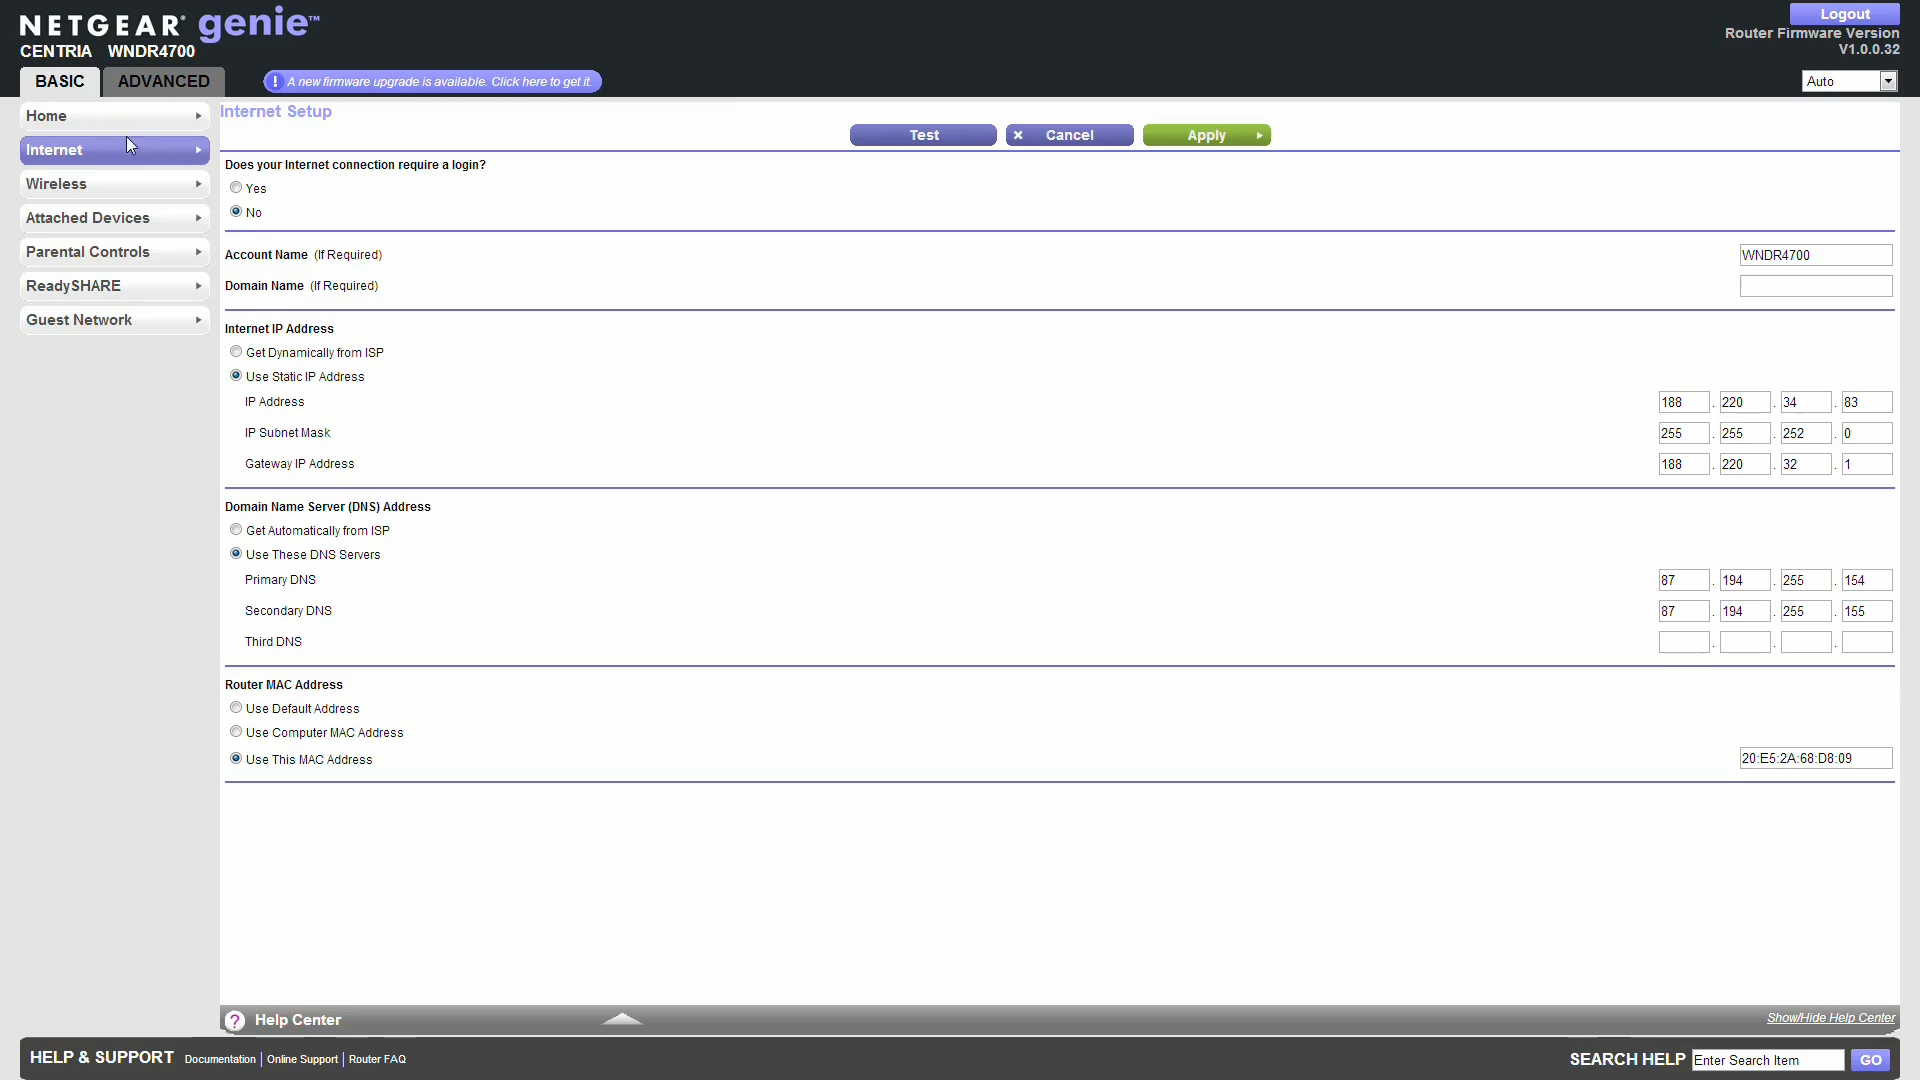 NETGEAR® genie™
CENTRIA WNDR4700
Logout
Router Firmware Version
V1.0.0.32
BASIC
ADVANCED
! A new firmware upgrade is available. Click here to get it.
Auto
Home
Internet
Wireless
Attached Devices
Parental Controls
ReadySHARE
Guest Network
Internet Setup
Test
Cancel
Apply
Does your Internet connection require a login?
Yes
No
Account Name (If Required) WNDR4700
Domain Name (If Required)
Internet IP Address
Get Dynamically from ISP
Use Static IP Address
IP Address 188 . 220 . 34 . 83
IP Subnet Mask 255 . 255 . 252 . 0
Gateway IP Address 188 . 220 . 32 . 1
Domain Name Server (DNS) Address
Get Automatically from ISP
Use These DNS Servers
Primary DNS 87 . 194 . 255 . 154
Secondary DNS 87 . 194 . 255 . 155
Third DNS . . .
Router MAC Address
Use Default Address
Use Computer MAC Address
Use This MAC Address 20:E5:2A:68:D8:09
? Help Center
Show/Hide Help Center
HELP & SUPPORT Documentation | Online Support | Router FAQ
SEARCH HELP Enter Search Item GO